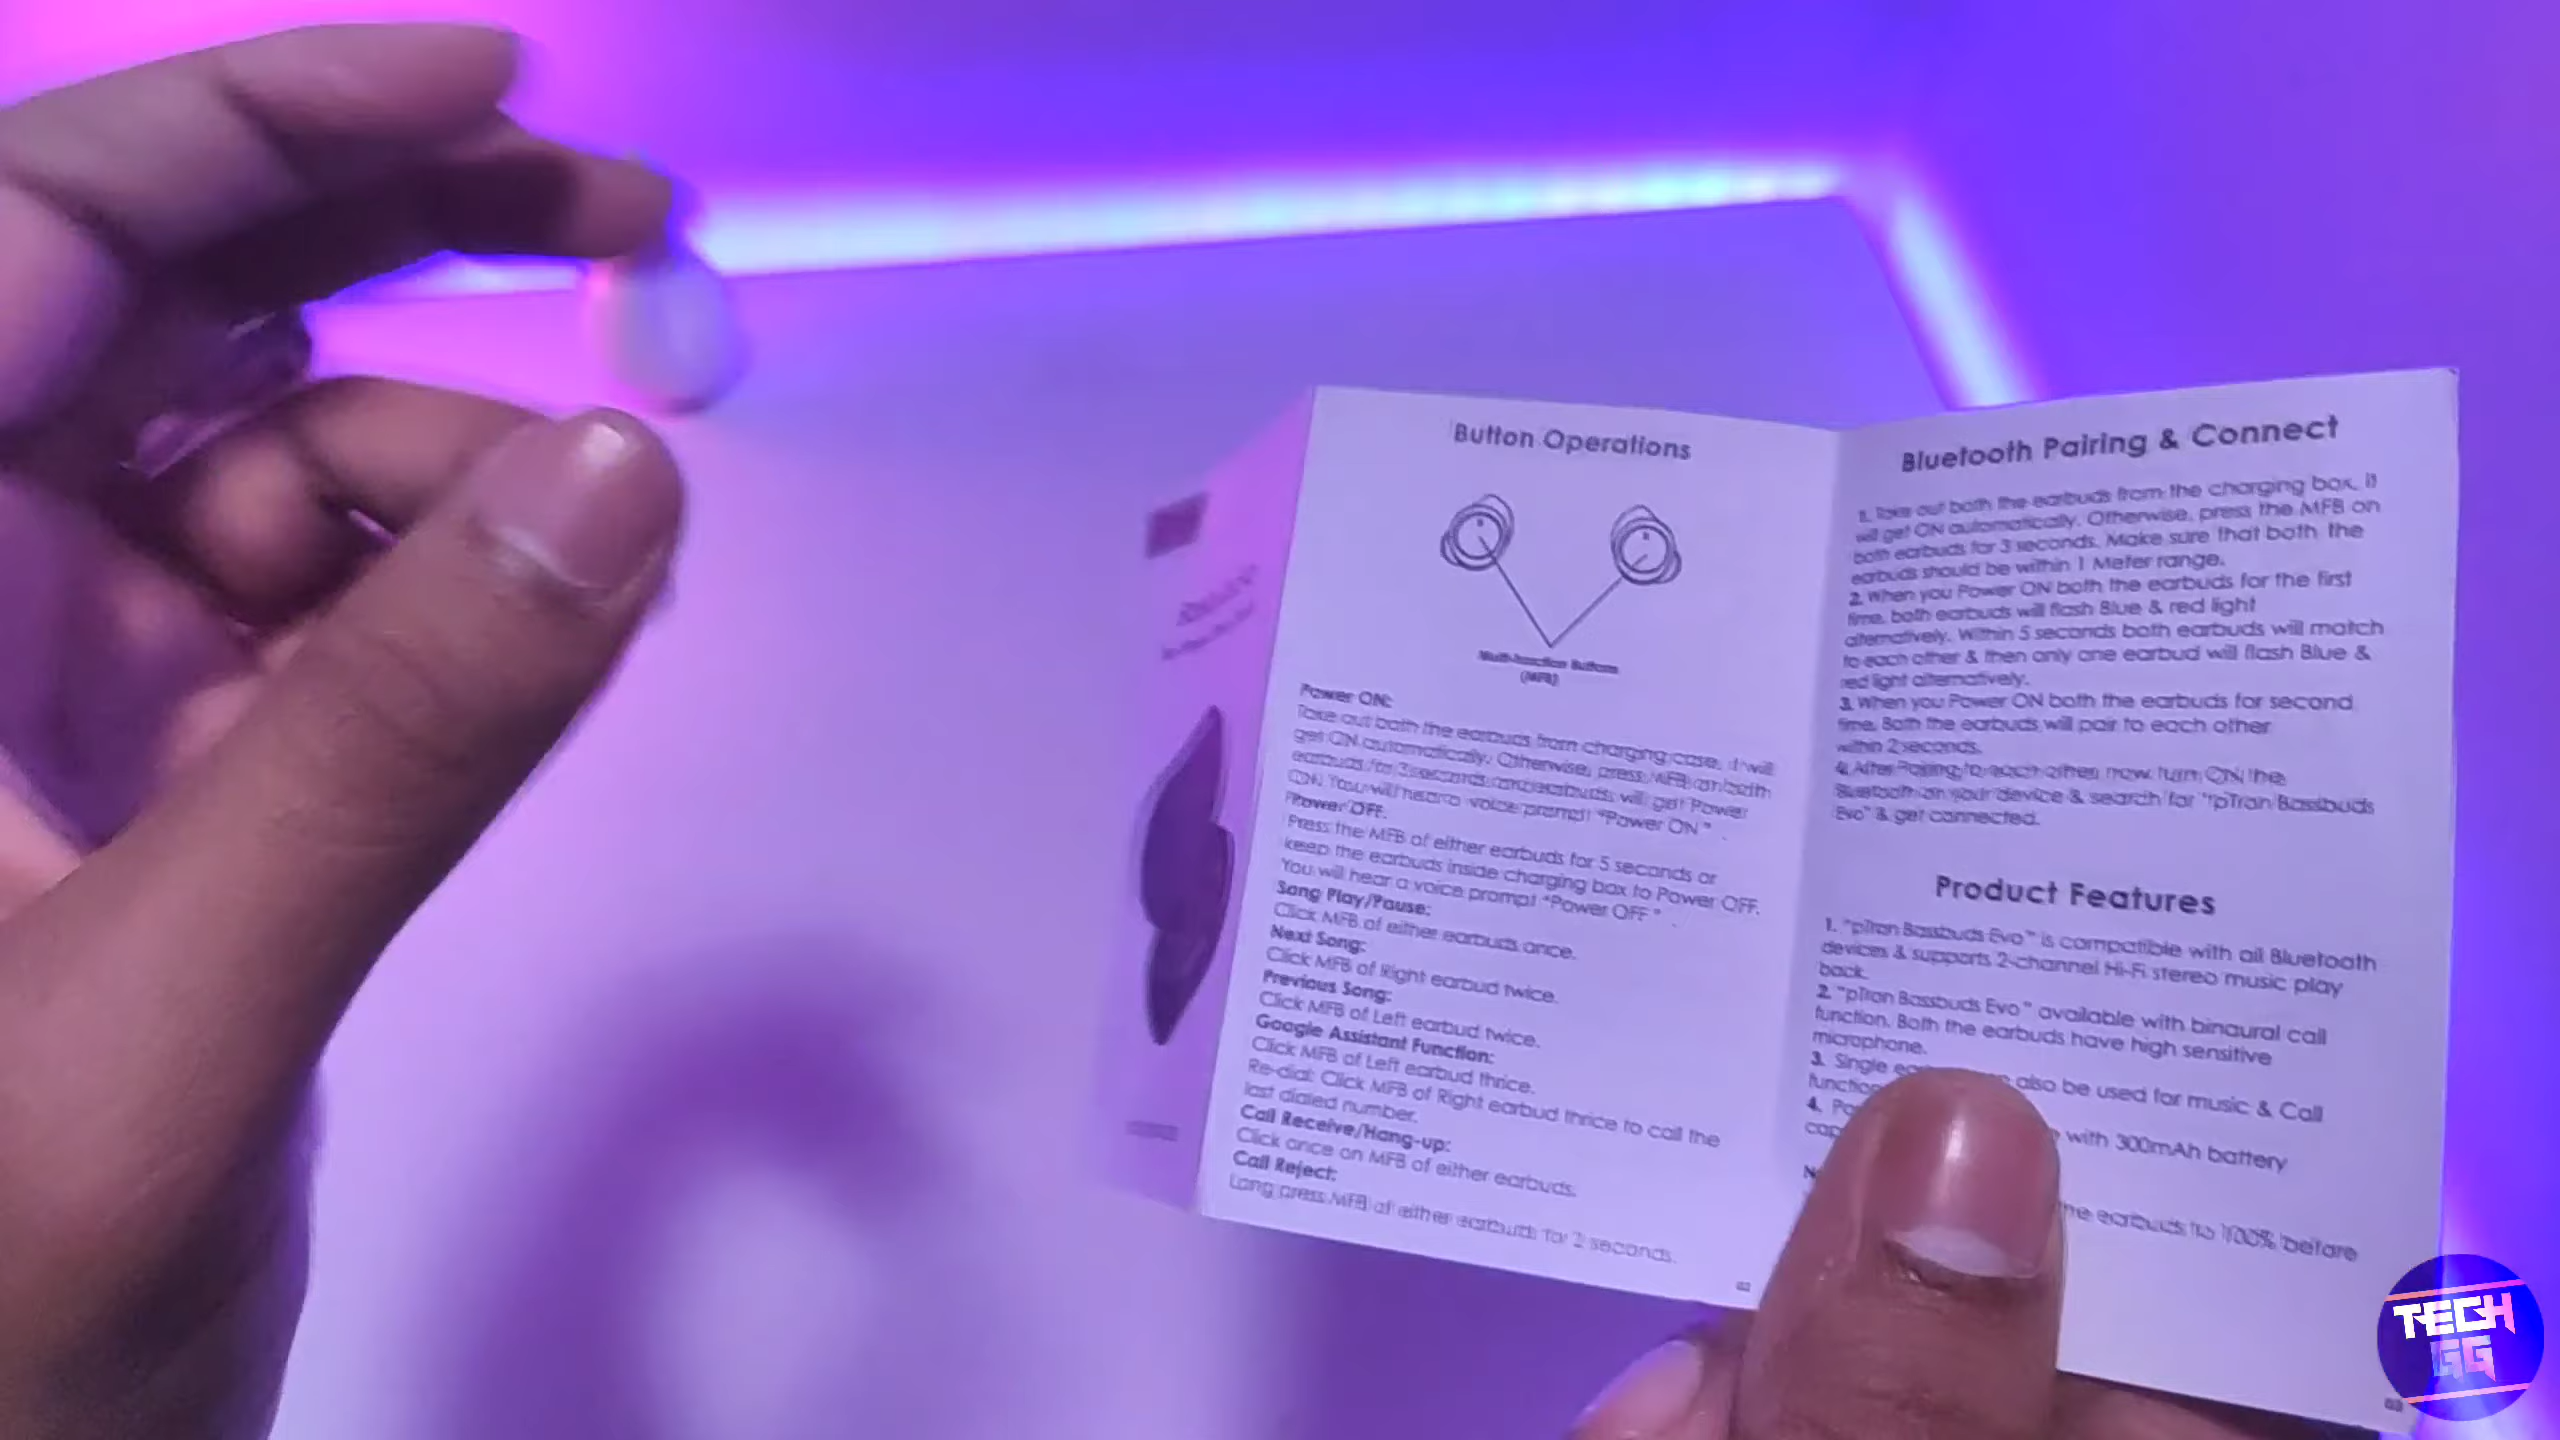 Button Operations
Multi-function Buttons
(MFB)
Power ON:
Take out both the earbuds from charging case, it will
get ON automatically. Otherwise, press MFB on both
earbuds for 3 seconds and earbuds will get Power
ON. You will hear a voice prompt "Power ON".
Power OFF:
Press the MFB of either earbuds for 5 seconds or
keep the earbuds inside charging box to Power OFF.
You will hear a voice prompt "Power OFF".
Song Play/Pause:
Click MFB of either earbuds once.
Next Song:
Click MFB of Right earbud twice.
Previous Song:
Click MFB of Left earbud twice.
Google Assistant Function:
Click MFB of Left earbud thrice.
Re-dial: Click MFB of Right earbud thrice to call the
last dialed number.
Call Receive/Hang-up:
Click once on MFB of either earbuds.
Call Reject:
Long press MFB of either earbuds for 2 seconds.
02
Bluetooth Pairing & Connect
1. Take out both the earbuds from the charging box, it
will get ON automatically. Otherwise, press the MFB on
both earbuds for 3 seconds. Make sure that both the
earbuds should be within 1 Meter range.
2. When you Power ON both the earbuds for the first
time, both earbuds will flash Blue & red light
alternatively. Within 5 seconds both earbuds will match
to each other & then only one earbud will flash Blue &
red light alternatively.
3. When you Power ON both the earbuds for second
time. Both the earbuds will pair to each other
within 2 seconds.
4. After Pairing to each other, now turn ON the
Bluetooth on your device & search for "pTron Bassbuds
Evo" & get connected.
Product Features
1. "pTron Bassbuds Evo" is compatible with all Bluetooth
devices & supports 2-channel Hi-Fi stereo music play
back.
2. "pTron Bassbuds Evo" available with binaural call
function. Both the earbuds have high sensitive
microphone.
3. Single also be used for music & Call
function
4. with 300mAh battery
the earbuds to 100% before
03
TECH
GG